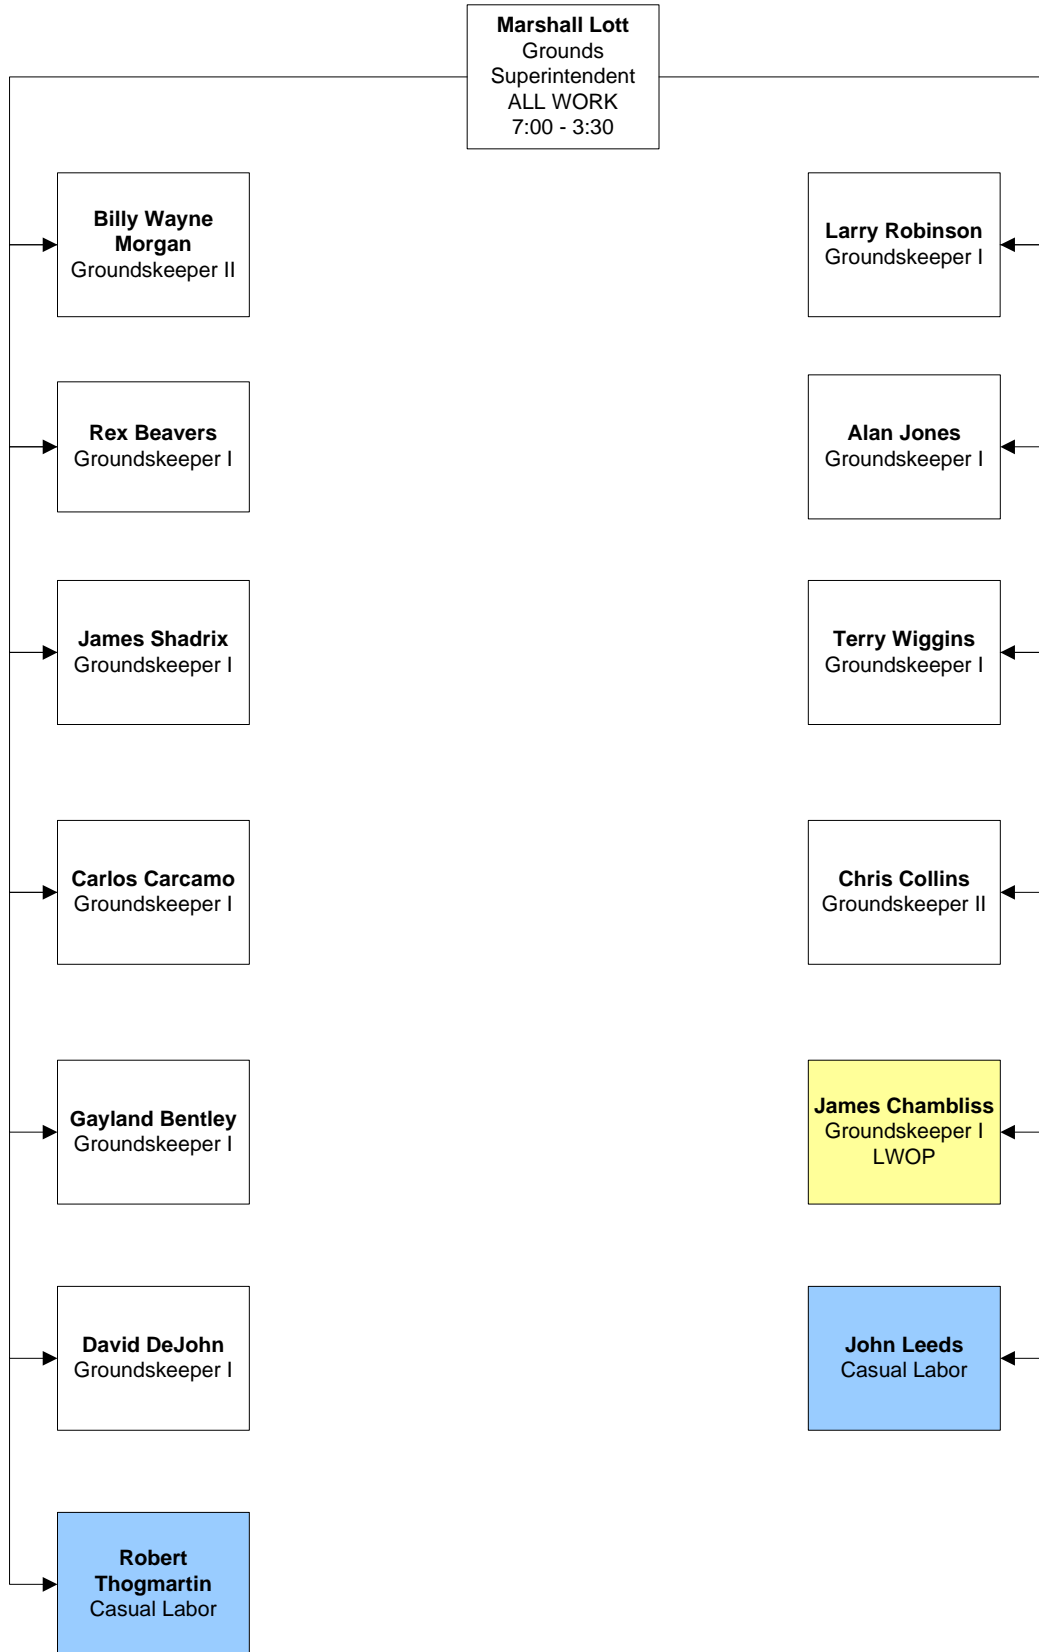 Marshall Lott
Grounds
Superintendent
ALL WORK
7:00 - 3:30
Billy Wayne
Morgan
Groundskeeper II
Larry Robinson
Groundskeeper I
Rex Beavers
Groundskeeper I
Alan Jones
Groundskeeper I
James Shadrix
Groundskeeper I
Terry Wiggins
Groundskeeper I
Carlos Carcamo
Groundskeeper I
Chris Collins
Groundskeeper II
Gayland Bentley
Groundskeeper I
James Chambliss
Groundskeeper I
LWOP
David DeJohn
Groundskeeper I
John Leeds
Casual Labor
Robert
Thogmartin
Casual Labor